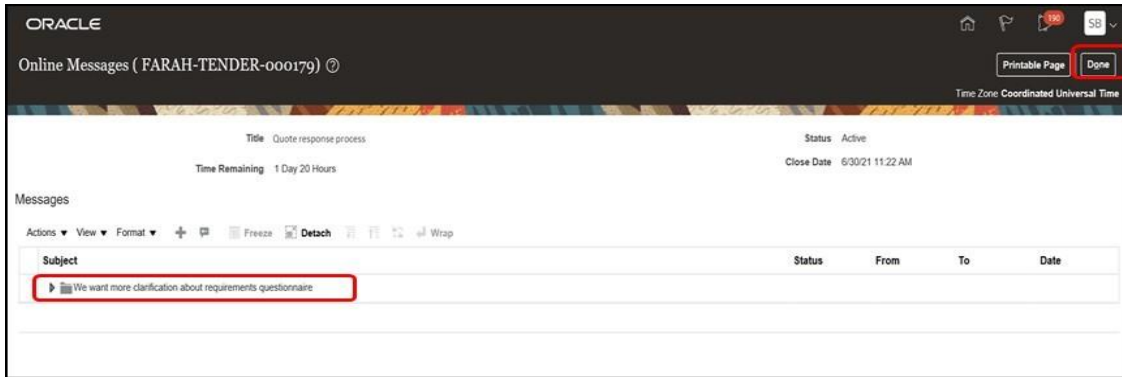 ORACLE
190
SB
Online Messages ( FARAH-TENDER-000179)
Printable Page
Done
Time Zone Coordinated Universal Time
Title Quote response process
Status Active
Time Remaining 1 Day 20 Hours
Close Date 6/30/21 11:22 AM
Messages
Actions View Format Freeze Detach Wrap
Subject Status From To Date
We want more clarification about requirements questionnaire